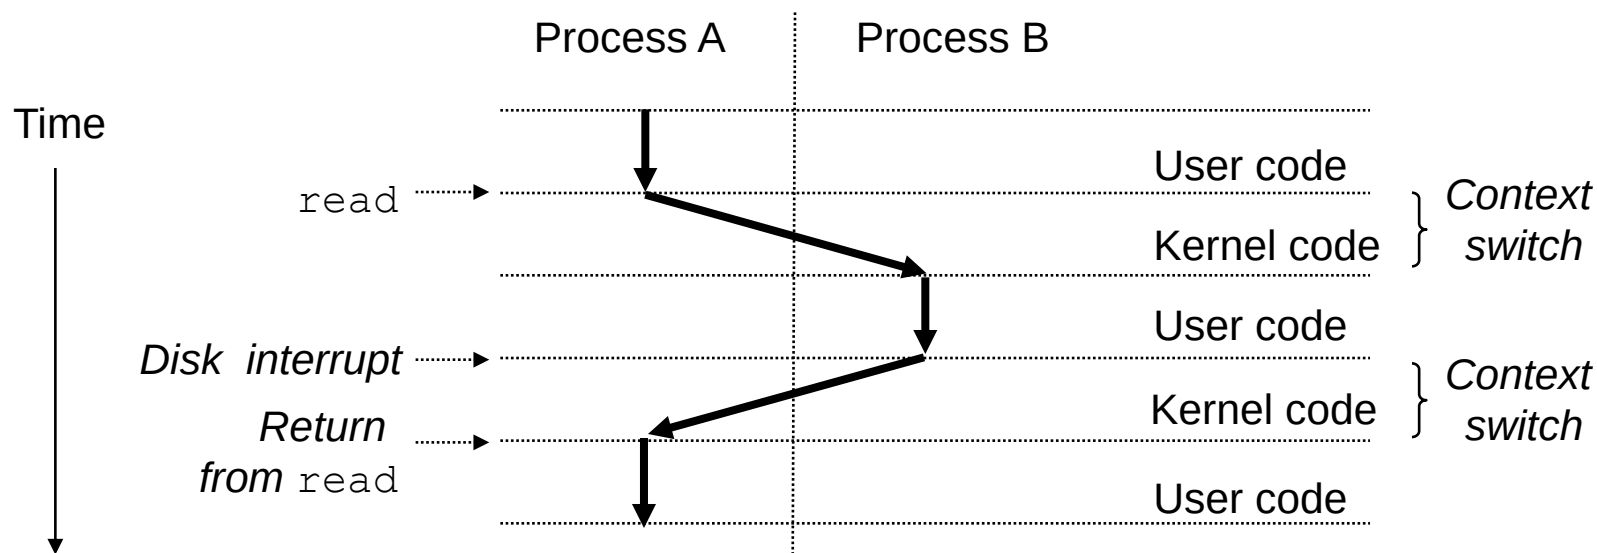 Process A
Process B
Time
User code
read
Context
switch
Kernel code
User code
Disk interrupt
Context
switch
Kernel code
Return
from read
User code